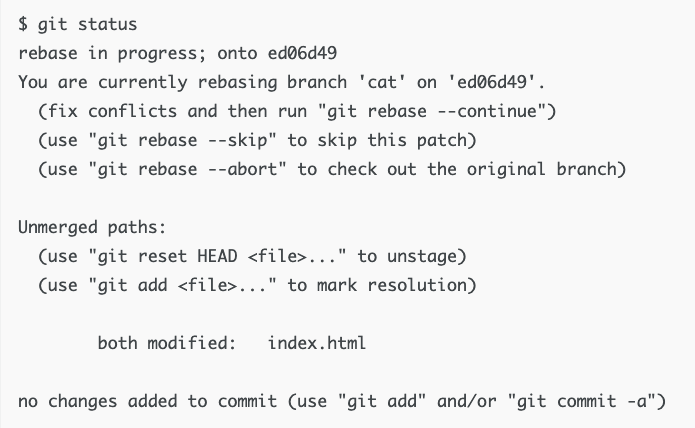 $ git status
rebase in progress; onto ed06d49
You are currently rebasing branch 'cat' on 'ed06d49'.
(fix conflicts and then run "git rebase --continue")
(use "git rebase --skip" to skip this patch)
(use "git rebase --abort" to check out the original branch)
Unmerged paths:
(use "git reset HEAD <file>..." to unstage)
(use "git add <file>..." to mark resolution)
both modified: index.html
no changes added to commit (use "git add" and/or "git commit -a")